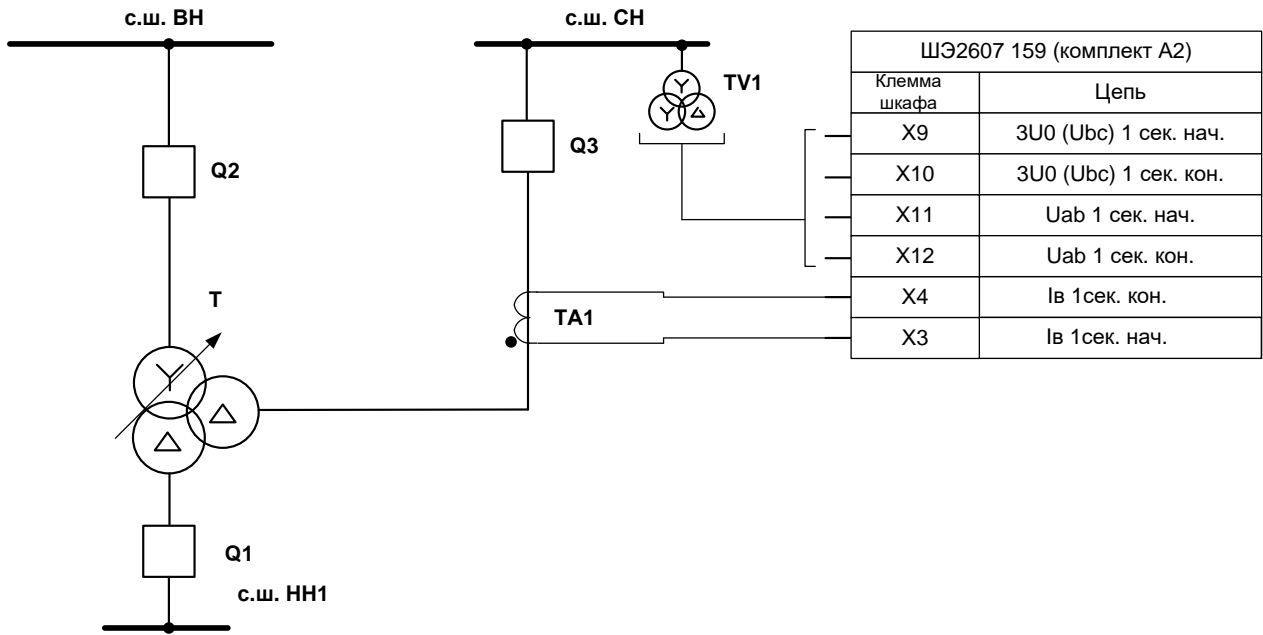 с.ш. ВН
с.ш. СН
TV1
Q2
Q3
T
TA1
Q1
с.ш. НН1
ШЭ2607 159 (комплект А2)
Клемма шкафа
Цепь
X9
3U0 (Ubc) 1 сек. нач.
X10
3U0 (Ubc) 1 сек. кон.
X11
Uab 1 сек. нач.
X12
Uab 1 сек. кон.
X4
Iв 1сек. кон.
X3
Iв 1сек. нач.